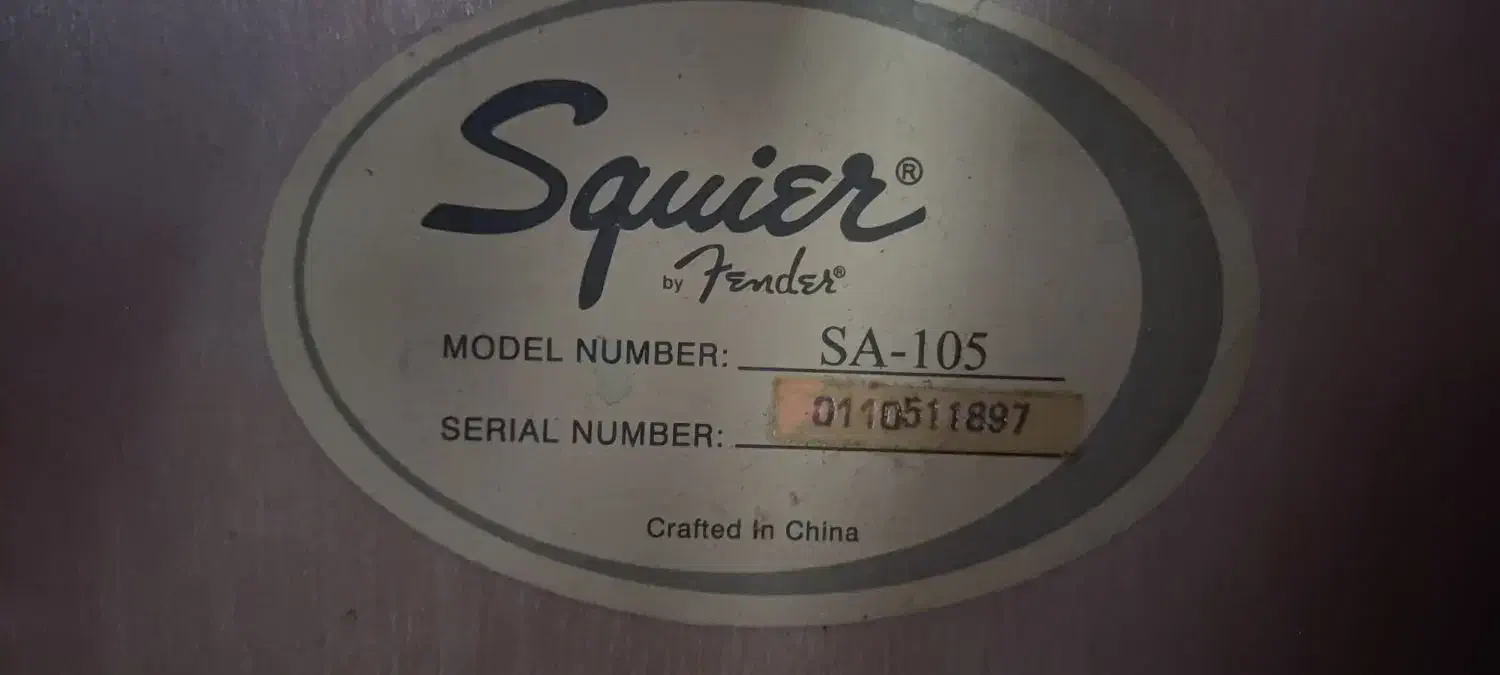 Squier®
by Fender®
MODEL NUMBER: SA-105
SERIAL NUMBER: 0110511897
Crafted In China